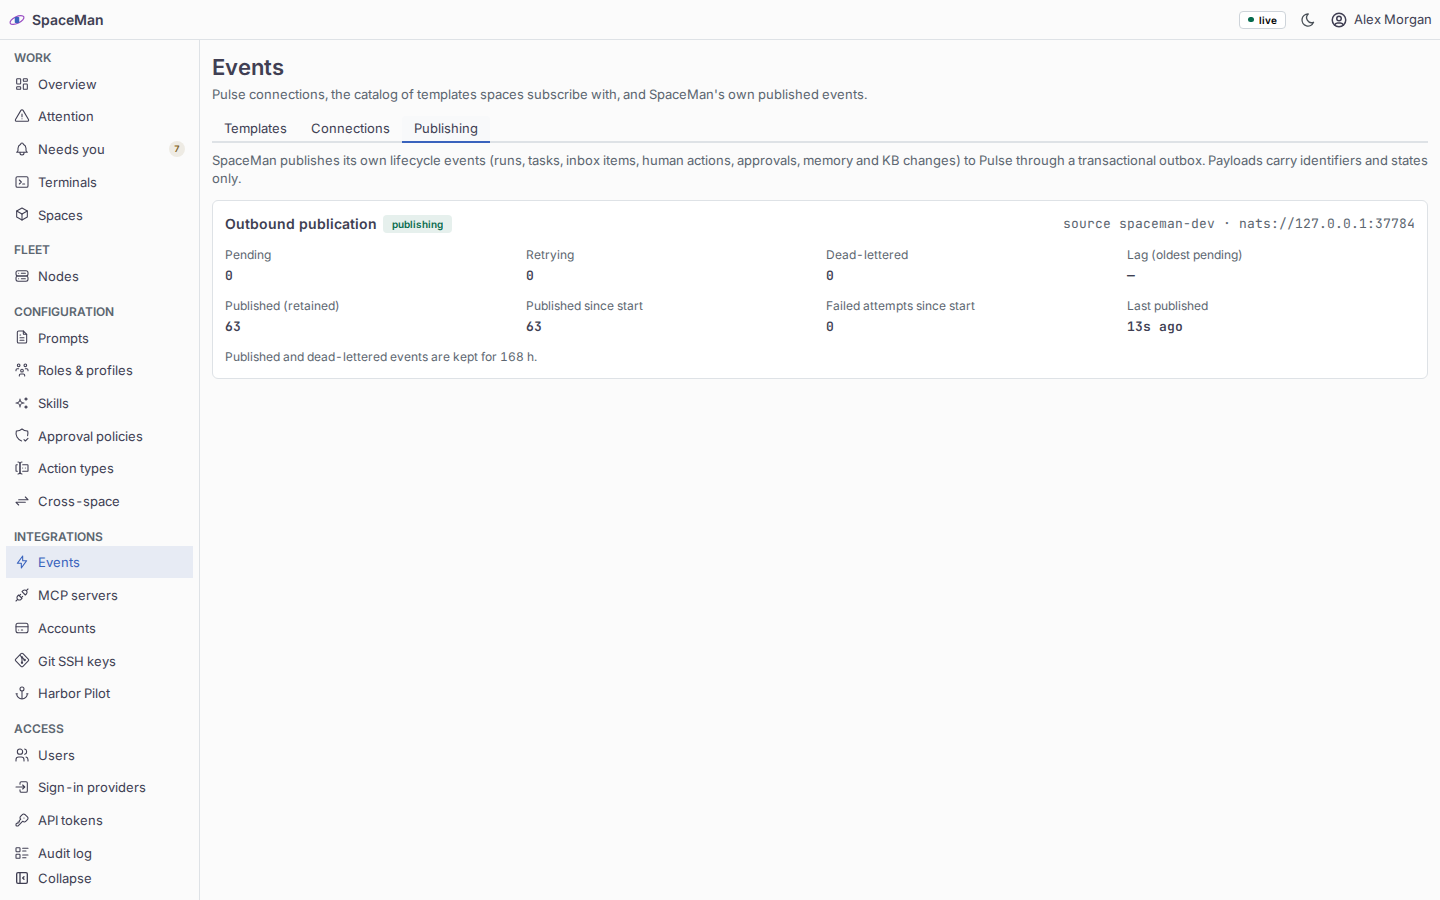 SpaceMan
live
Alex Morgan
WORK
Overview
Attention
Needs you
7
Terminals
Spaces
FLEET
Nodes
CONFIGURATION
Prompts
Roles & profiles
Skills
Approval policies
Action types
Cross-space
INTEGRATIONS
Events
MCP servers
Accounts
Git SSH keys
Harbor Pilot
ACCESS
Users
Sign-in providers
API tokens
Audit log
Collapse
Events
Pulse connections, the catalog of templates spaces subscribe with, and SpaceMan's own published events.
Templates
Connections
Publishing
SpaceMan publishes its own lifecycle events (runs, tasks, inbox items, human actions, approvals, memory and KB changes) to Pulse through a transactional outbox. Payloads carry identifiers and states
only.
Outbound publication
publishing
source spaceman-dev · nats://127.0.0.1:37784
Pending
0
Retrying
0
Dead-lettered
0
Lag (oldest pending)
—
Published (retained)
63
Published since start
63
Failed attempts since start
0
Last published
13s ago
Published and dead-lettered events are kept for 168 h.